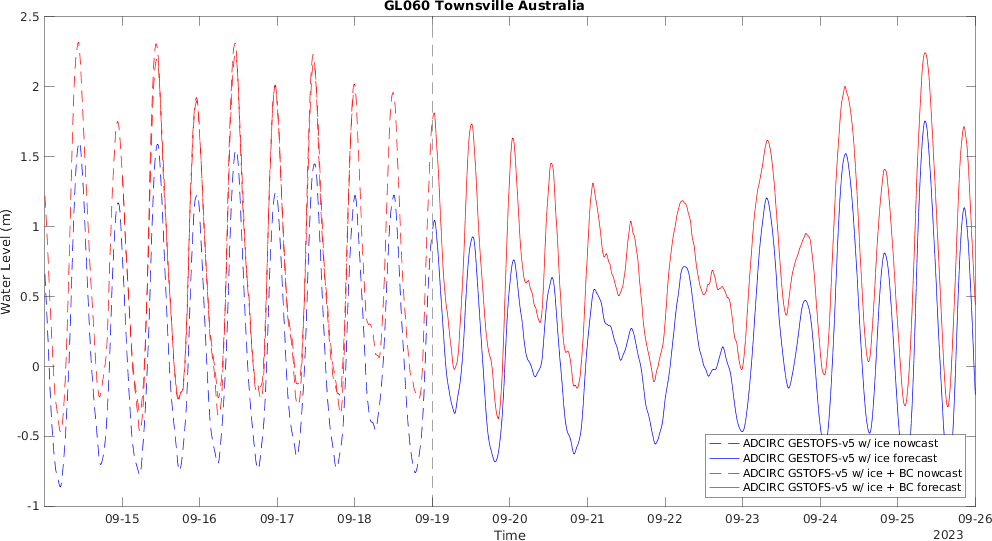 GL060 Townsville Australia
2.5
2
1.5
1
0.5
0
-0.5
-1
Water Level (m)
ADCIRC GESTOFS-v5 w/ ice nowcast
ADCIRC GESTOFS-v5 w/ ice forecast
ADCIRC GSTOFS-v5 w/ ice + BC nowcast
ADCIRC GSTOFS-v5 w/ ice + BC forecast
09-15 09-16 09-17 09-18 09-19 09-20 09-21 09-22 09-23 09-24 09-25 09-26
Time
2023